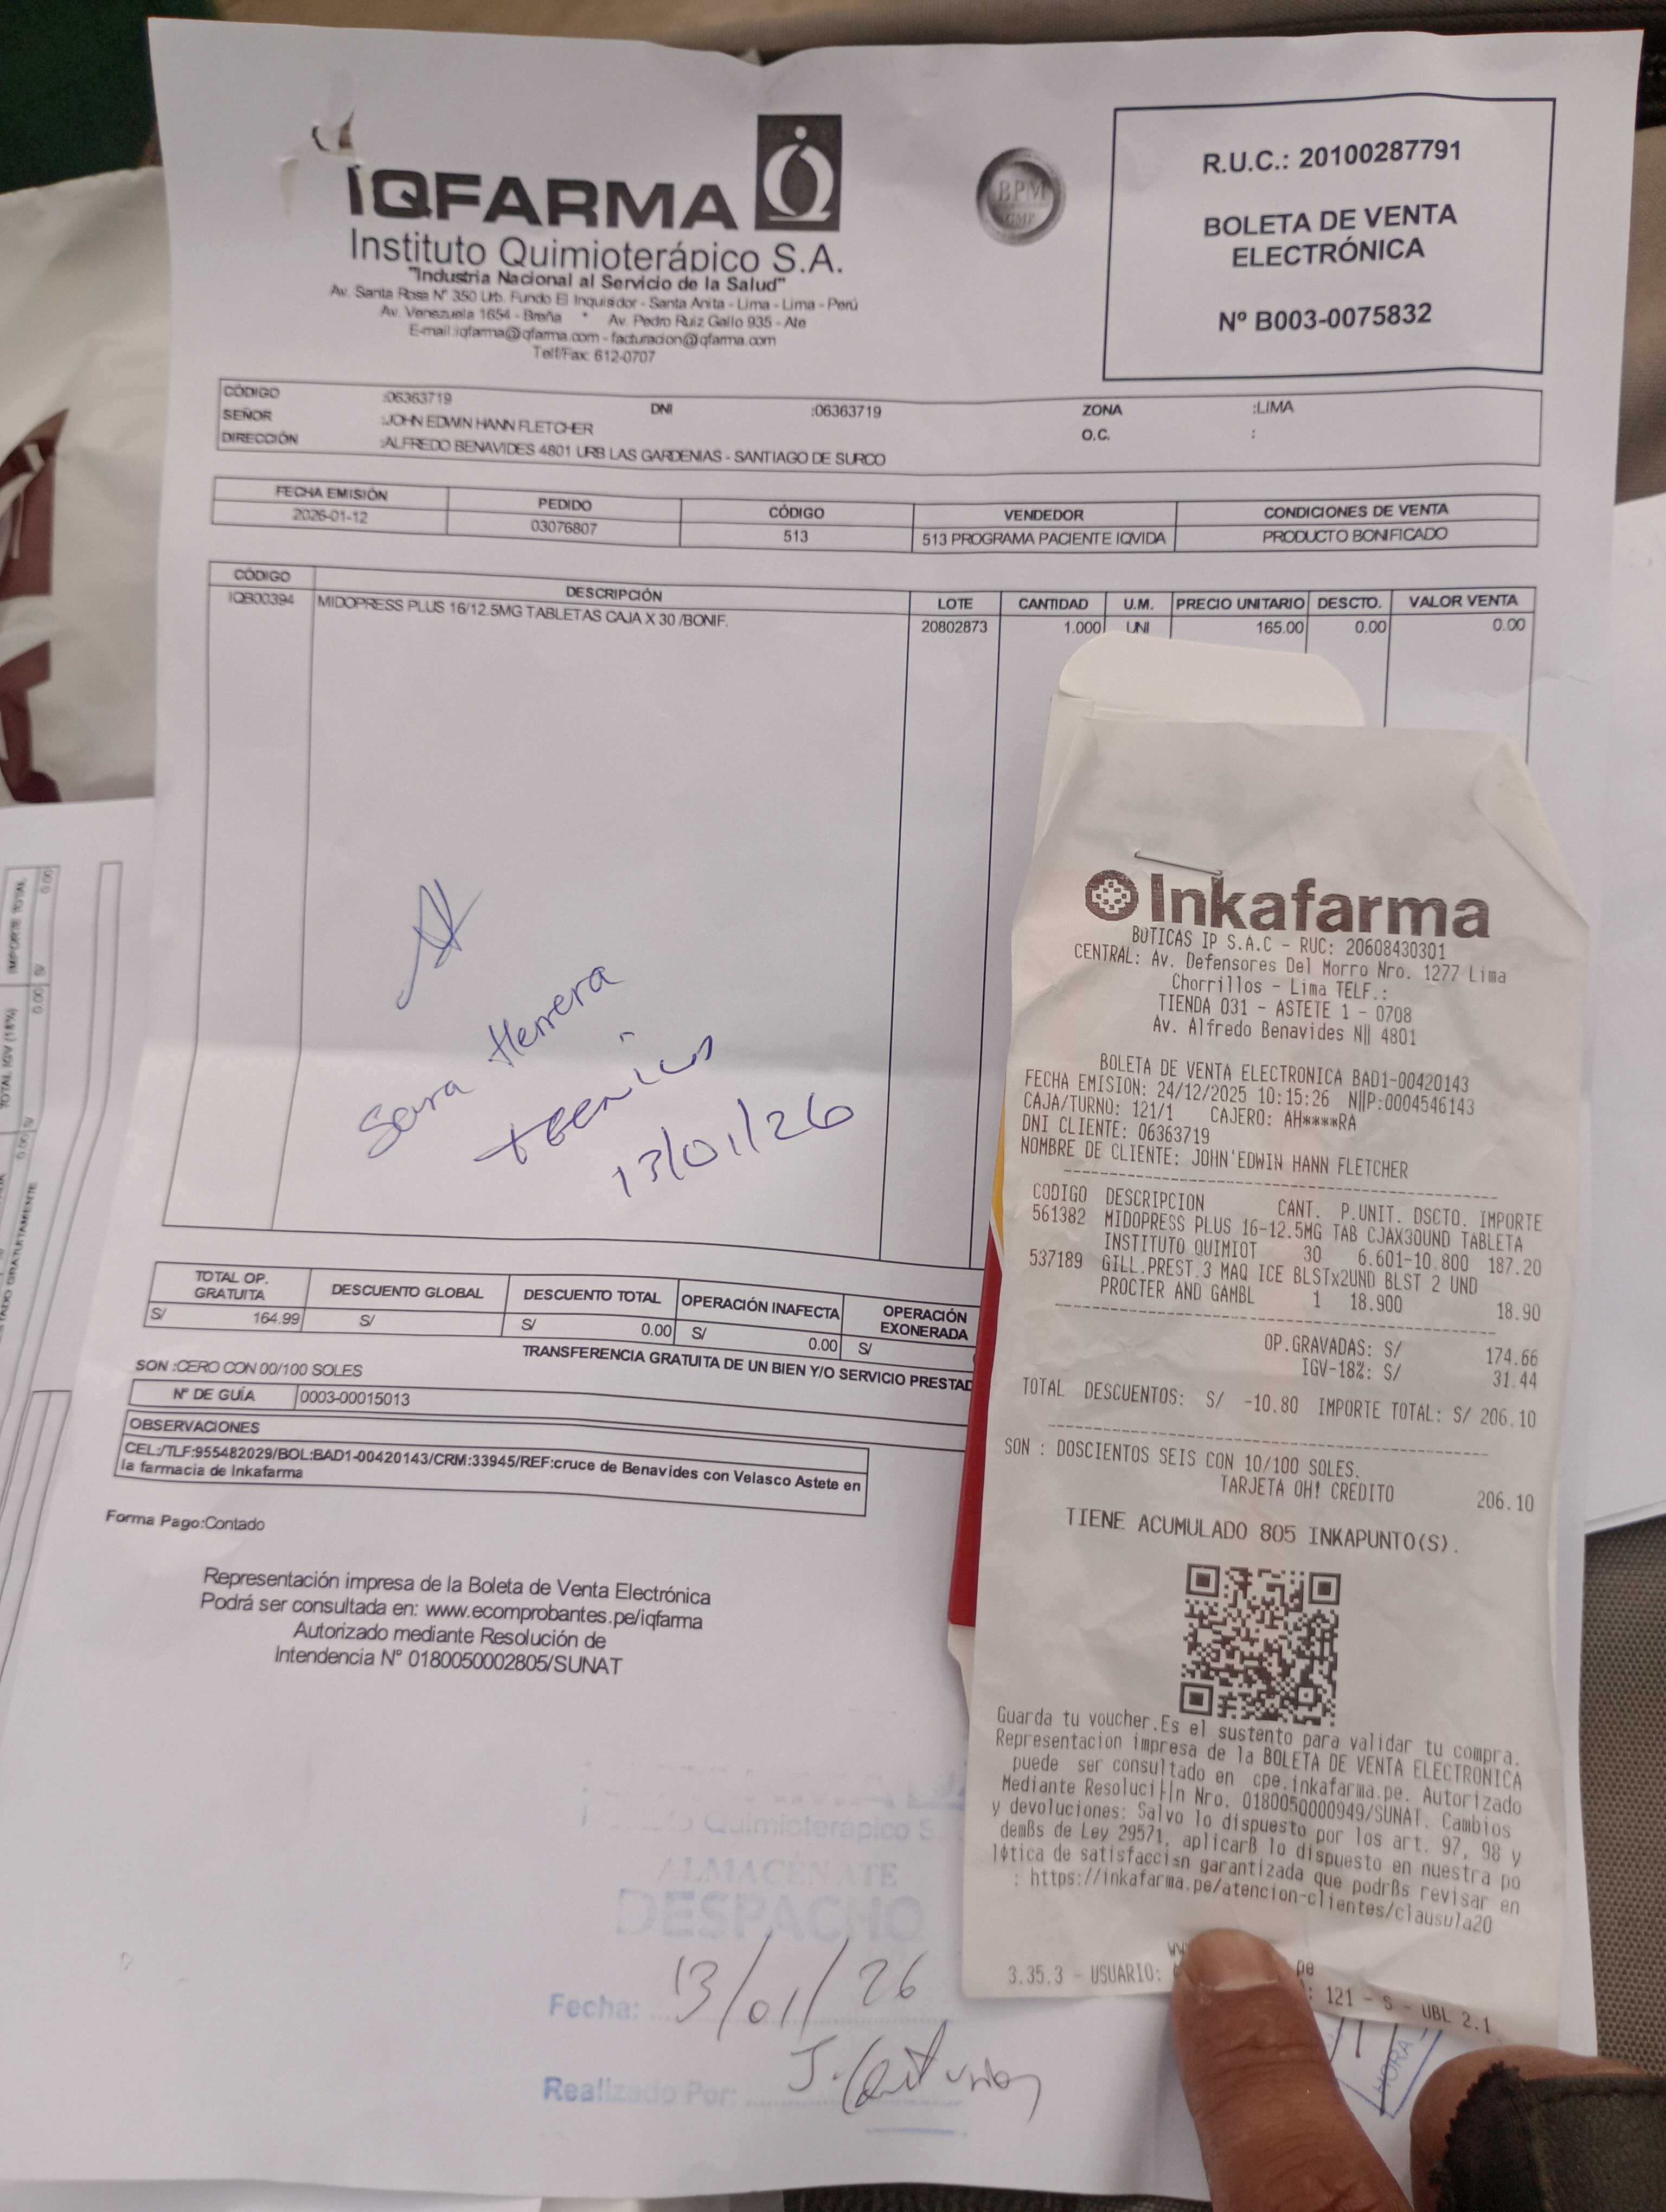 IQFARMA
Instituto Quimioterápico S.A.
"Industria Nacional al Servicio de la Salud"
Av. Santa Rosa N° 350 Urb. Fundo El Inquisidor - Santa Anita - Lima - Lima - Perú
Av. Venezuela 1654 - Breña * Av. Pedro Ruiz Gallo 935 - Ate
E-mail:iqfarma@iqfarma.com - facturacion@iqfarma.com
Telf/Fax: 612-0707
BPM
GMP
R.U.C.: 20100287791
BOLETA DE VENTA
ELECTRÓNICA
Nº B003-0075832
CÓDIGO :06363719 DNI :06363719 ZONA :LIMA
SEÑOR :JOHN EDWIN HANN FLETCHER O.C. :
DIRECCIÓN :ALFREDO BENAVIDES 4801 URB LAS GARDENIAS - SANTIAGO DE SURCO
FECHA EMISIÓN PEDIDO CÓDIGO VENDEDOR CONDICIONES DE VENTA
2026-01-12 03076807 513 513 PROGRAMA PACIENTE IQVIDA PRODUCTO BONIFICADO
CÓDIGO DESCRIPCIÓN LOTE CANTIDAD U.M. PRECIO UNITARIO DESCTO. VALOR VENTA
IQB00394 MIDOPRESS PLUS 16/12.5MG TABLETAS CAJA X 30 /BONIF. 20802873 1.000 UNI 165.00 0.00 0.00
Sara Herrera
tecnica
13/01/26
TOTAL OP. GRATUITA DESCUENTO GLOBAL DESCUENTO TOTAL OPERACIÓN INAFECTA OPERACIÓN EXONERADA
S/ 164.99 S/ S/ 0.00 S/ 0.00 S/
TRANSFERENCIA GRATUITA DE UN BIEN Y/O SERVICIO PRESTAD
SON :CERO CON 00/100 SOLES
N° DE GUÍA 0003-00015013
OBSERVACIONES
CEL:/TLF:955482029/BOL:BAD1-00420143/CRM:33945/REF:cruce de Benavides con Velasco Astete en
la farmacia de Inkafarma
Forma Pago:Contado
Representación impresa de la Boleta de Venta Electrónica
Podrá ser consultada en: www.ecomprobantes.pe/iqfarma
Autorizado mediante Resolución de
Intendencia N° 0180050002805/SUNAT
Quimioterápico S
ALMACÉN ATE
DESPACHO
Fecha: 13/01/26
Realizado Por:
HORA
IMPORTE TOTAL
S/ 0.00
TOTAL IGV (18%)
0.00 S/
Inkafarma
BOTICAS IP S.A.C - RUC: 20608430301
CENTRAL: Av. Defensores Del Morro Nro. 1277 Lima
Chorrillos - Lima TELF.:
TIENDA 031 - ASTETE 1 - 0708
Av. Alfredo Benavides N|| 4801
BOLETA DE VENTA ELECTRONICA BAD1-00420143
FECHA EMISION: 24/12/2025 10:15:26 N||P:0004546143
CAJA/TURNO: 121/1 CAJERO: AH****RA
DNI CLIENTE: 06363719
NOMBRE DE CLIENTE: JOHN'EDWIN HANN FLETCHER
CODIGO DESCRIPCION CANT. P.UNIT. DSCTO. IMPORTE
561382 MIDOPRESS PLUS 16-12.5MG TAB CJAX30UND TABLETA
INSTITUTO QUIMIOT 30 6.601-10.800 187.20
537189 GILL.PREST.3 MAQ ICE BLSTx2UND BLST 2 UND
PROCTER AND GAMBL 1 18.900 18.90
OP.GRAVADAS: S/ 174.66
IGV-18%: S/ 31.44
TOTAL DESCUENTOS: S/ -10.80 IMPORTE TOTAL: S/ 206.10
SON : DOSCIENTOS SEIS CON 10/100 SOLES.
TARJETA OH! CREDITO 206.10
TIENE ACUMULADO 805 INKAPUNTO(S).
Guarda tu voucher.Es el sustento para validar tu compra.
Representacion impresa de la BOLETA DE VENTA ELECTRONICA
puede ser consultado en cpe.inkafarma.pe. Autorizado
Mediante Resoluci├|n Nro. 0180050000949/SUNAT. Cambios
y devoluciones: Salvo lo dispuesto por los art. 97, 98 y
demßs de Ley 29571, aplicarß lo dispuesto en nuestra po
lÝtica de satisfacciѕn garantizada que podrßs revisar en
: https://inkafarma.pe/atencion-clientes/clausula20
pe
3.35.3 - USUARIO: : 121 - S - UBL 2.1